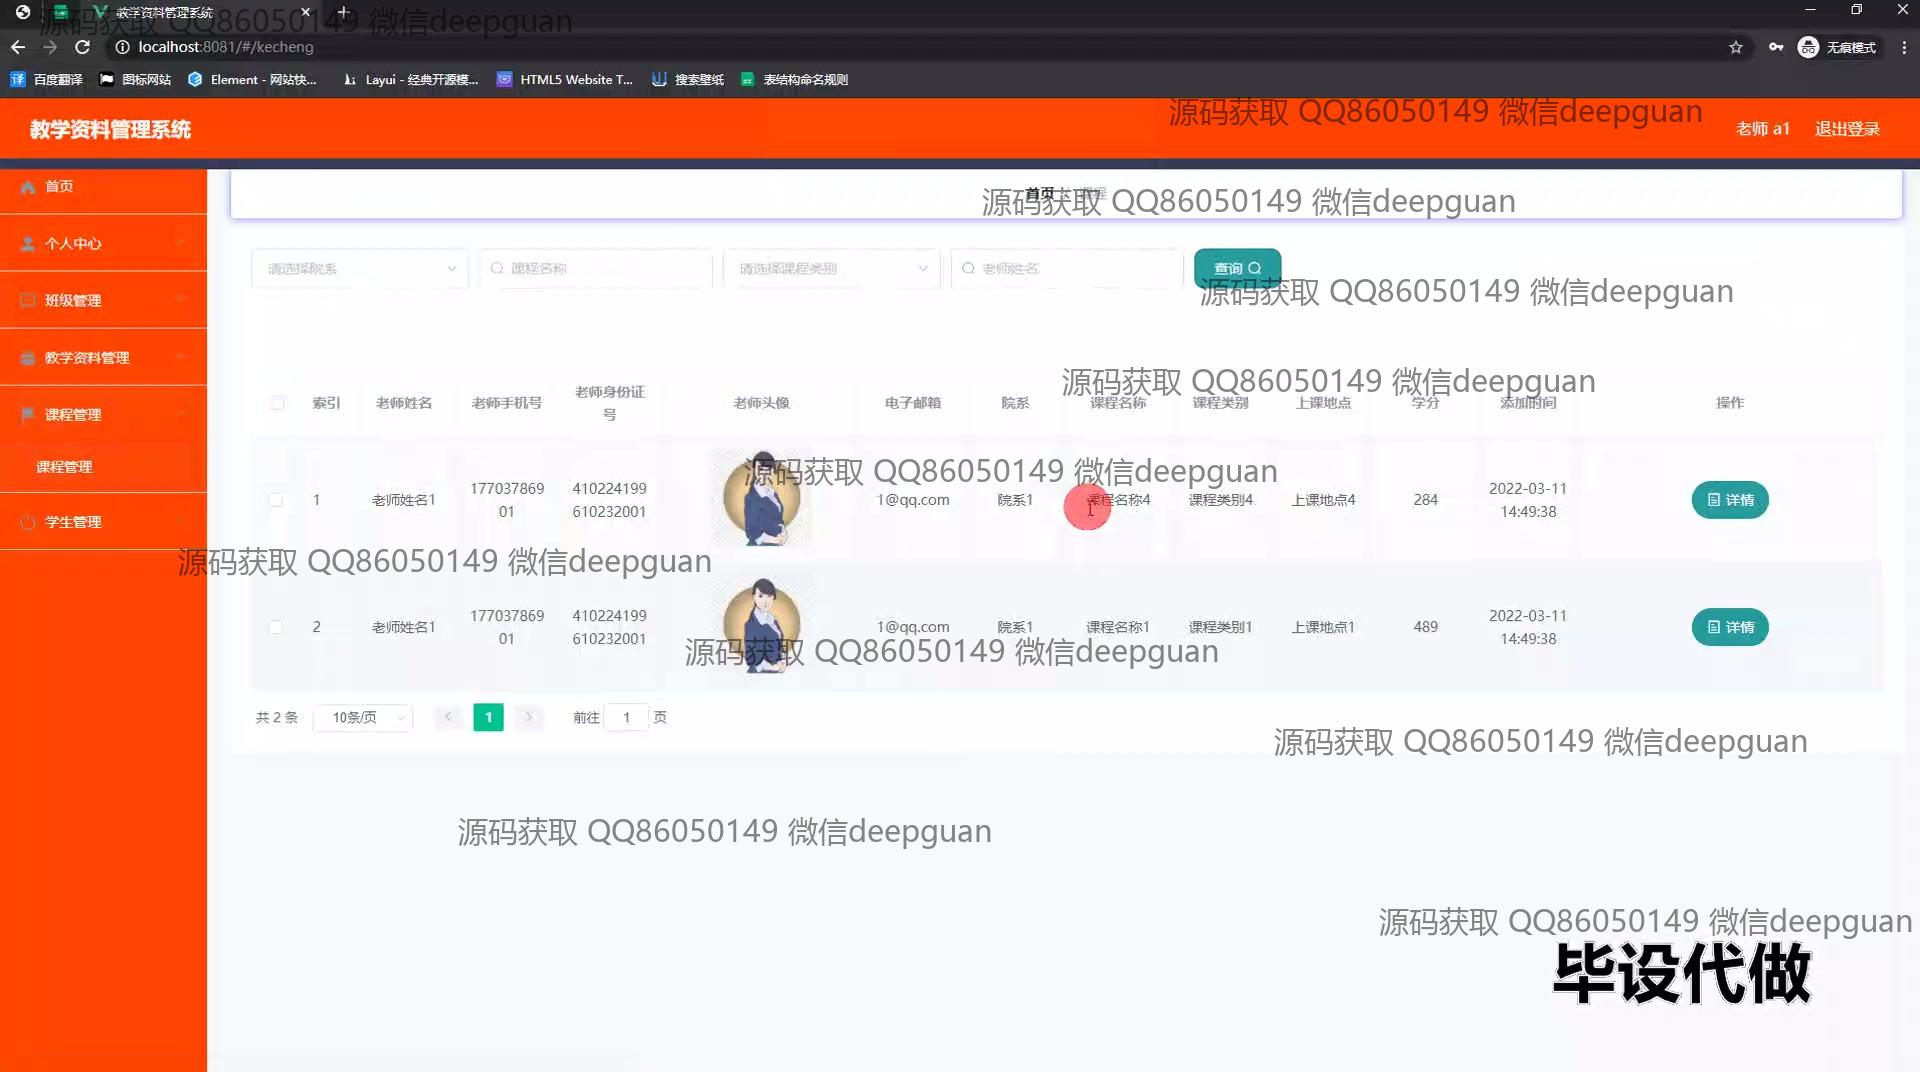 教学资料管理系统
源码获取 QQ86050149 微信deepguan
localhost:8081/#/kecheng
无痕模式
百度翻译 图标网站 Element - 网站快... Layui - 经典开源模... HTML5 Website T... 搜索壁纸 表结构命名规则
源码获取 QQ86050149 微信deepguan
教学资料管理系统
老师 a1 退出登录
首页
首页
源码获取 QQ86050149 微信deepguan
个人中心
请选择院系 课程名称 请选择课程类别 老师姓名 查询
源码获取 QQ86050149 微信deepguan
班级管理
教学资料管理
源码获取 QQ86050149 微信deepguan
索引 老师姓名 老师手机号 老师身份证号 老师头像 电子邮箱 院系 课程名称 课程类别 上课地点 学分 添加时间 操作
课程管理
课程管理
源码获取 QQ86050149 微信deepguan
1 老师姓名1 17703786901 410224199610232001 1@qq.com 院系1 课程名称4 课程类别4 上课地点4 284 2022-03-11 14:49:38 详情
学生管理
源码获取 QQ86050149 微信deepguan
2 老师姓名1 17703786901 410224199610232001 1@qq.com 院系1 课程名称1 课程类别1 上课地点1 489 2022-03-11 14:49:38 详情
源码获取 QQ86050149 微信deepguan
共 2 条 10条/页 1 前往 1 页
源码获取 QQ86050149 微信deepguan
源码获取 QQ86050149 微信deepguan
源码获取 QQ86050149 微信deepguan
毕设代做